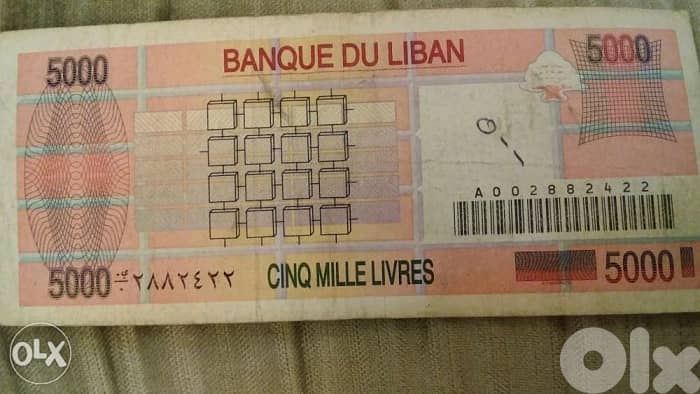 5000 BANQUE DU LIBAN 5000
A002882422
5000 ٢٨٨٢٤٢٢ CINQ MILLE LIVRES 5000
OLX
OLX